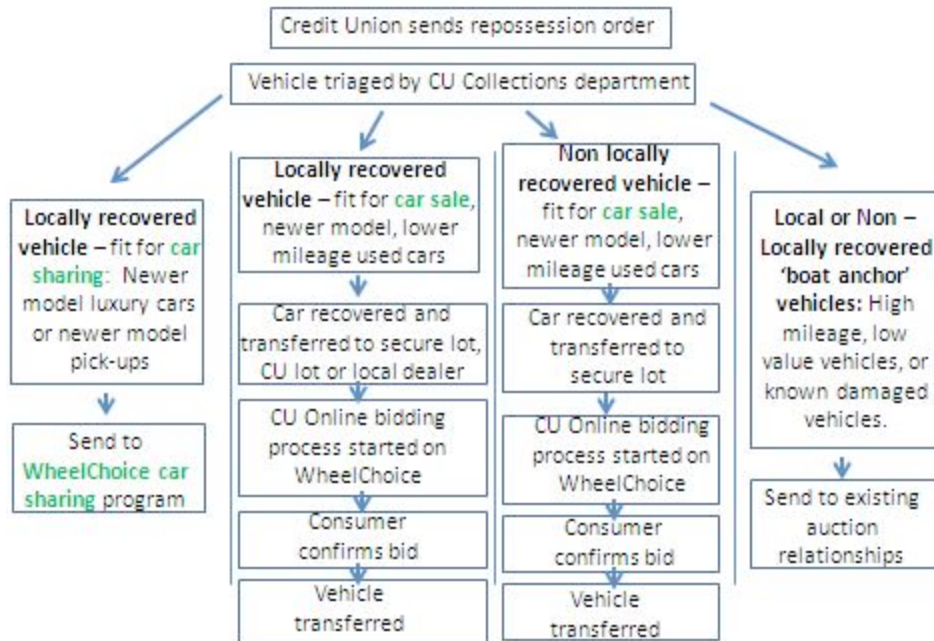 Credit Union sends repossession order
Vehicle triaged by CU Collections department
Locally recovered
vehicle – fit for car
sharing: Newer
model luxury cars
or newer model
pick-ups
Send to
WheelChoice car
sharing program
Locally recovered
vehicle – fit for car sale,
newer model, lower
mileage used cars
Car recovered and
transferred to secure lot,
CU lot or local dealer
CU Online bidding
process started on
WheelChoice
Consumer
confirms bid
Vehicle
transferred
Non locally
recovered vehicle –
fit for car sale,
newer model, lower
mileage used cars
Car recovered and
transferred to
secure lot
CU Online bidding
process started on
WheelChoice
Consumer
confirms bid
Vehicle
transferred
Local or Non –
Locally recovered
‘boat anchor’
vehicles: High
mileage, low
value vehicles, or
known damaged
vehicles.
Send to existing
auction
relationships